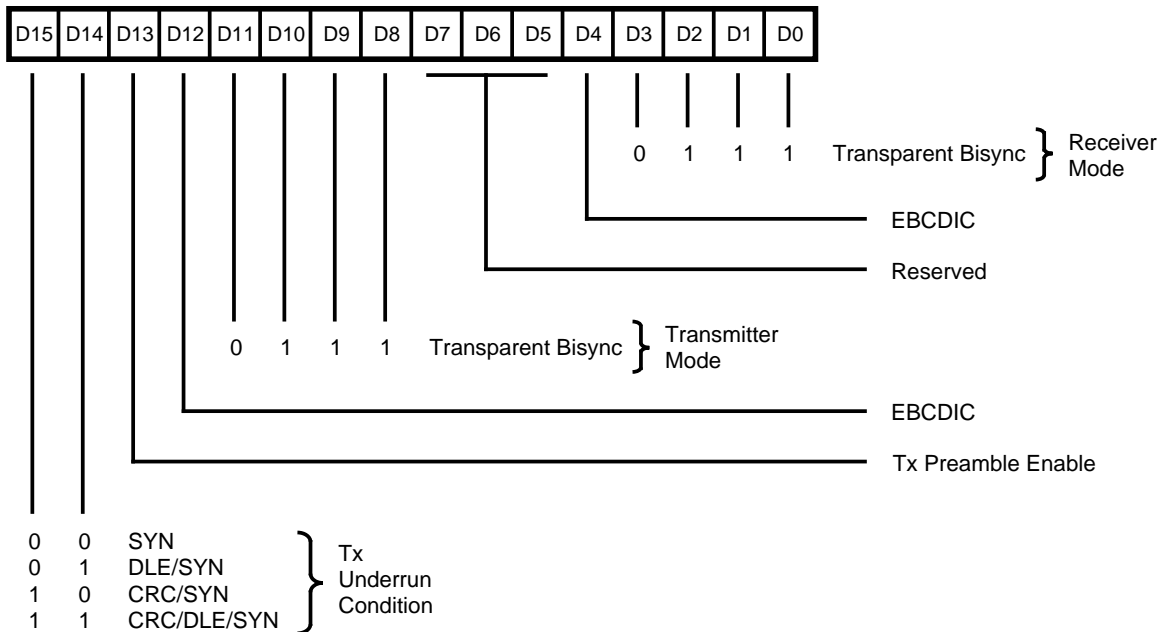 D15 D14 D13 D12 D11 D10 D9 D8 D7 D6 D5 D4 D3 D2 D1 D0
0 1 1 1 Transparent Bisync } Receiver
Mode
EBCDIC
Reserved
0 1 1 1 Transparent Bisync } Transmitter
Mode
EBCDIC
Tx Preamble Enable
0 0 SYN
0 1 DLE/SYN
1 0 CRC/SYN
1 1 CRC/DLE/SYN
Tx
Underrun
Condition